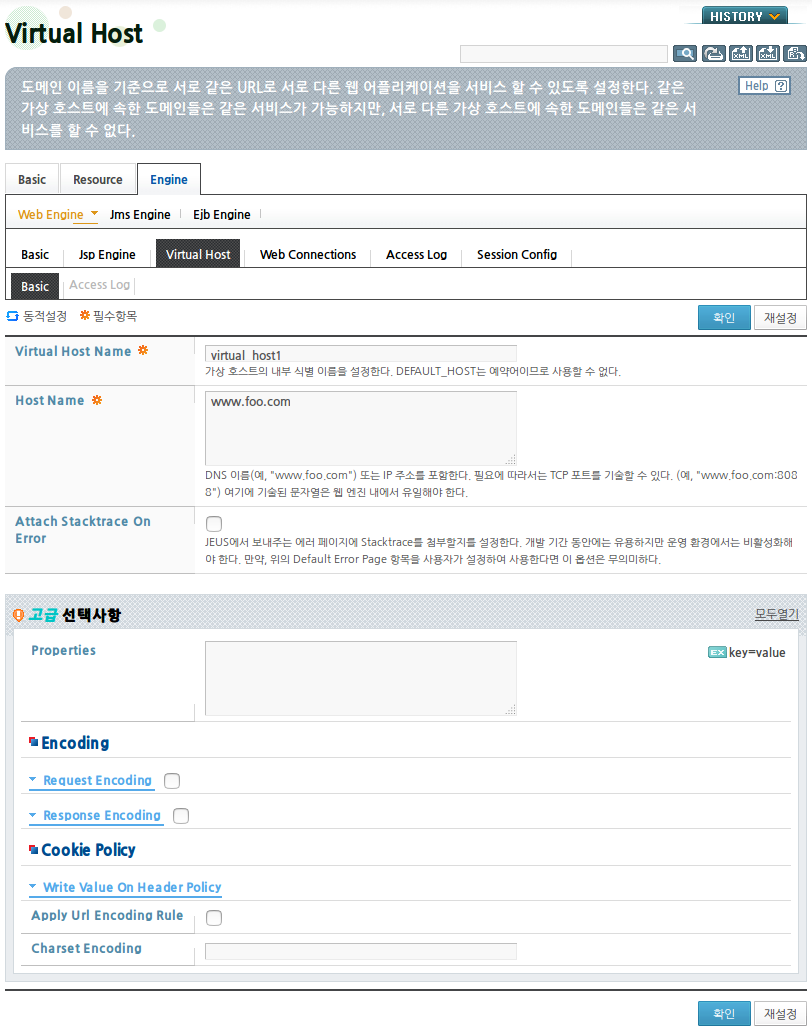 HISTORY
Virtual Host
도메인 이름을 기준으로 서로 같은 URL로 서로 다른 웹 어플리케이션을 서비스 할 수 있도록 설정한다. 같은
가상 호스트에 속한 도메인들은 같은 서비스가 가능하지만, 서로 다른 가상 호스트에 속한 도메인들은 같은 서
비스를 할 수 없다.
Help ?
Basic Resource Engine
Web Engine Jms Engine Ejb Engine
Basic Jsp Engine Virtual Host Web Connections Access Log Session Config
Basic Access Log
동적설정 필수항목 확인 재설정
Virtual Host Name virtual_host1
가상 호스트의 내부 식별 이름을 설정한다. DEFAULT_HOST는 예약어이므로 사용할 수 없다.
Host Name www.foo.com
DNS 이름(예, "www.foo.com") 또는 IP 주소를 포함한다. 필요에 따라서는 TCP 포트를 기술할 수 있다. (예, "www.foo.com:808
8") 여기에 기술된 문자열은 웹 엔진 내에서 유일해야 한다.
Attach Stacktrace On
Error
JEUS에서 보내주는 에러 페이지에 Stacktrace를 첨부할지를 설정한다. 개발 기간 동안에는 유용하지만 운영 환경에서는 비활성화해
야 한다. 만약, 위의 Default Error Page 항목을 사용자가 설정하여 사용한다면 이 옵션은 무의미하다.
고급 선택사항 모두열기
Properties EX key=value
Encoding
Request Encoding
Response Encoding
Cookie Policy
Write Value On Header Policy
Apply Url Encoding Rule
Charset Encoding
확인 재설정